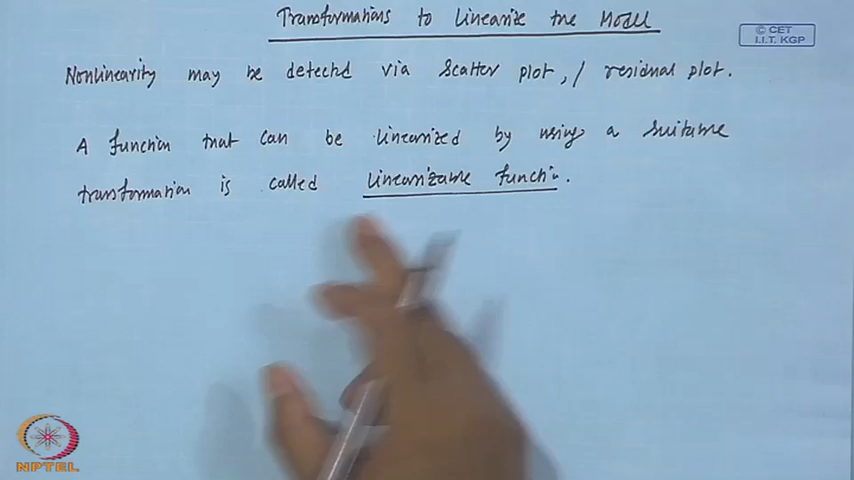 Transformations to Linearize the Model
© CET
I.I.T. KGP
Nonlinearity may be detected via scatter plot, / residual plot.
A function that can be linearized by using a suitable
transformation is called linearizable functin.
NPTEL